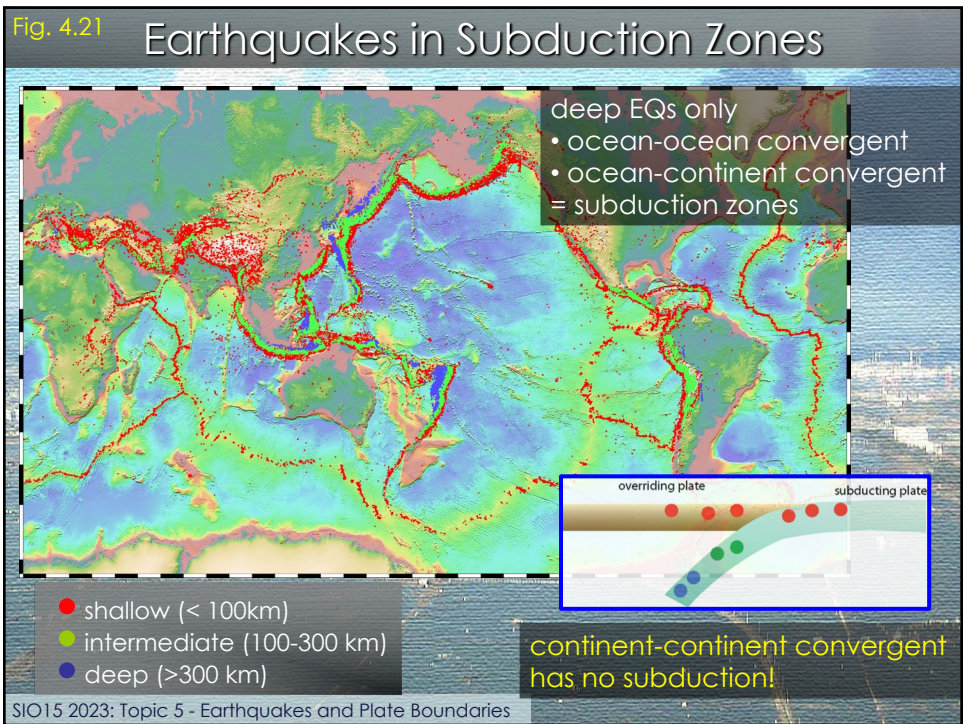 Fig. 4.21
Earthquakes in Subduction Zones
deep EQs only
• ocean-ocean convergent
• ocean-continent convergent
= subduction zones
overriding plate
subducting plate
shallow (< 100km)
intermediate (100-300 km)
deep (>300 km)
continent-continent convergent
has no subduction!
SIO15 2023: Topic 5 - Earthquakes and Plate Boundaries